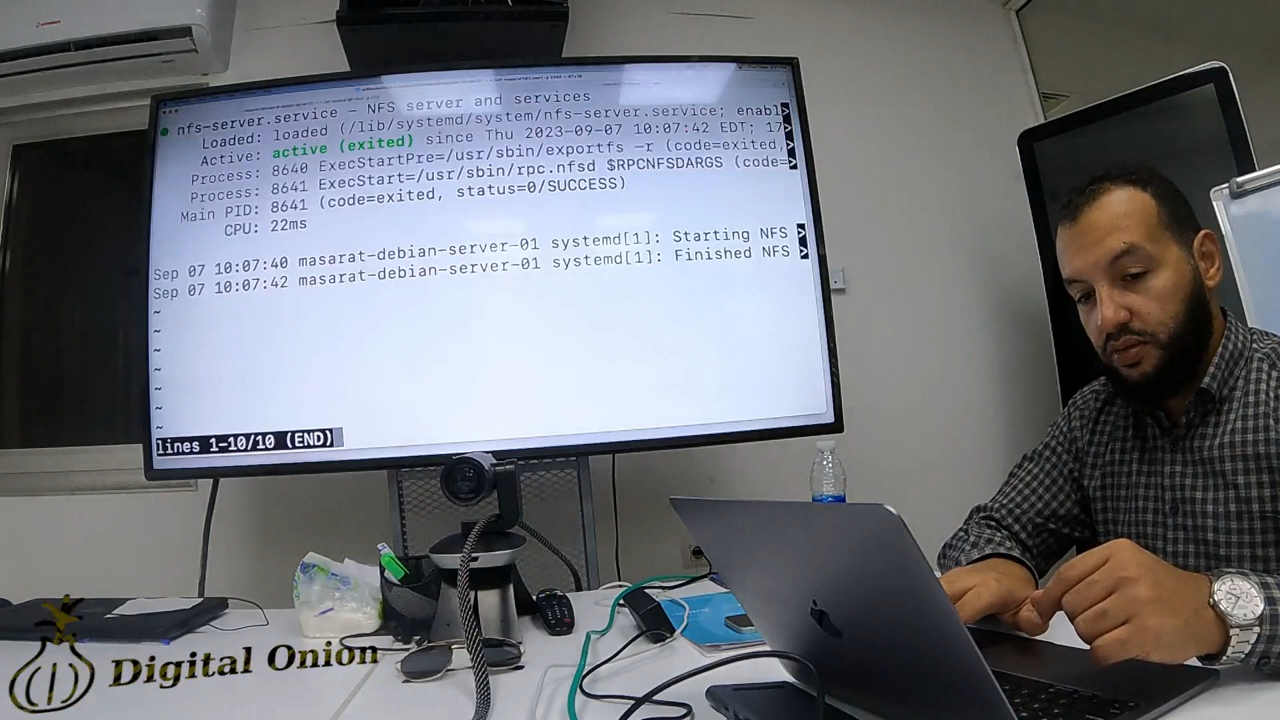 nfs-server.service - NFS server and services
Loaded: loaded (/lib/systemd/system/nfs-server.service; enabl>
Active: active (exited) since Thu 2023-09-07 10:07:42 EDT; 17>
Process: 8640 ExecStartPre=/usr/sbin/exportfs -r (code=exited,>
Process: 8641 ExecStart=/usr/sbin/rpc.nfsd $RPCNFSDARGS (code=>
Main PID: 8641 (code=exited, status=0/SUCCESS)
CPU: 22ms
Sep 07 10:07:40 masarat-debian-server-01 systemd[1]: Starting NFS >
Sep 07 10:07:42 masarat-debian-server-01 systemd[1]: Finished NFS >
~
~
~
~
~
~
~
lines 1-10/10 (END)
Digital Onion